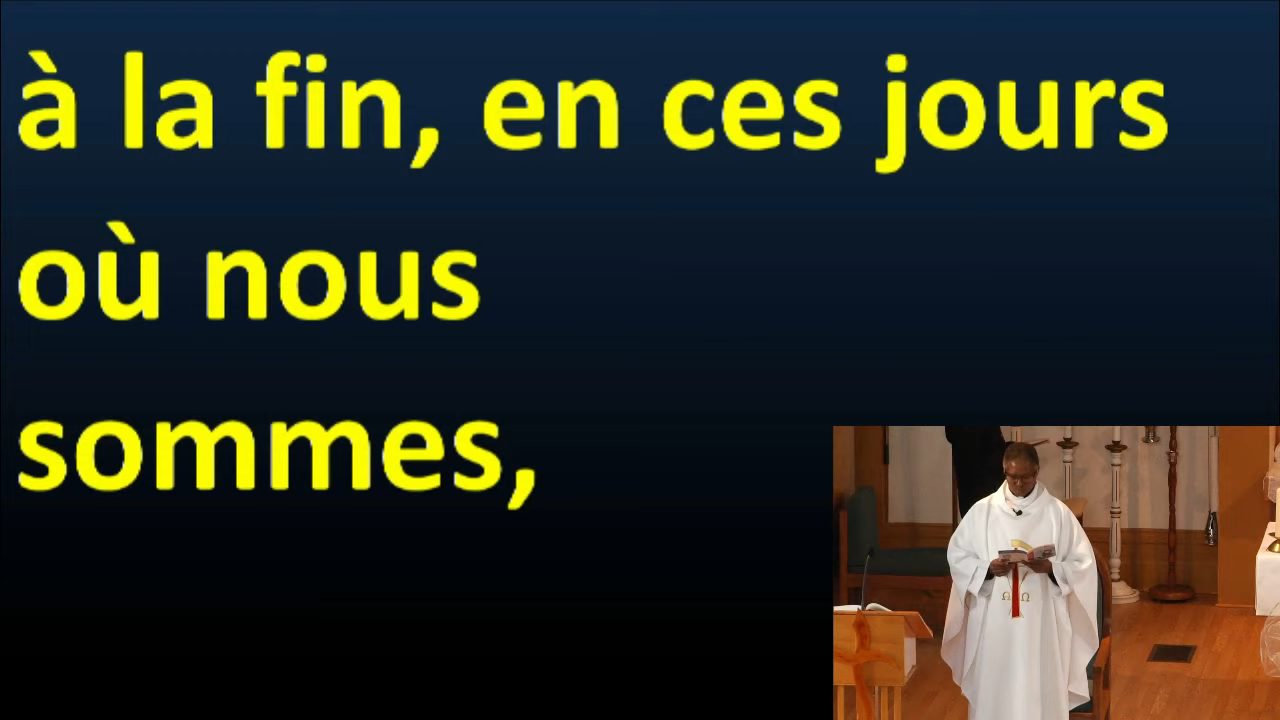 à la fin, en ces jours
où nous
sommes,